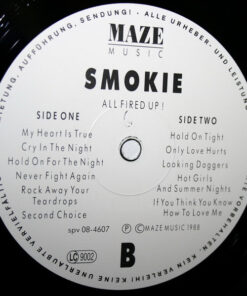 MIETUNG, AUFFÜHRUNG, SENDUNG! - ALLE URHEBER- UND LEISTUNG
MAZE
MUSIC
SMOKIE
ALL FIRED UP!
SIDE ONE
My Heart Is True
Cry In The Night
Hold On For The Night
Never Fight Again
Rock Away Your
Teardrops
Second Choice
SIDE TWO
Hold On Tight
Only Love Hurts
Looking Daggers
Hot Girls
And Summer Nights
If You Think You Know
How To Love Me
spv 08-4607
℗ © MAZE MUSIC 1988
LC 9002
B
VORBEHALTEN. KEIN VERLEIH! KEINE UNERLAUBTE VERVIELFÄLTIG